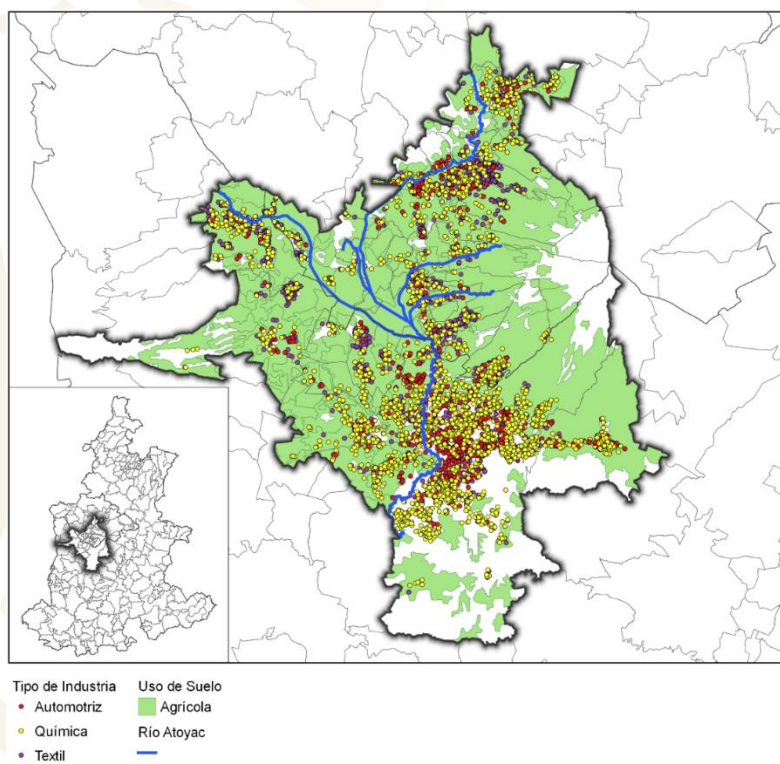 Tipo de Industria
Automotriz
Química
Textil
Uso de Suelo
Agrícola
Río Atoyac